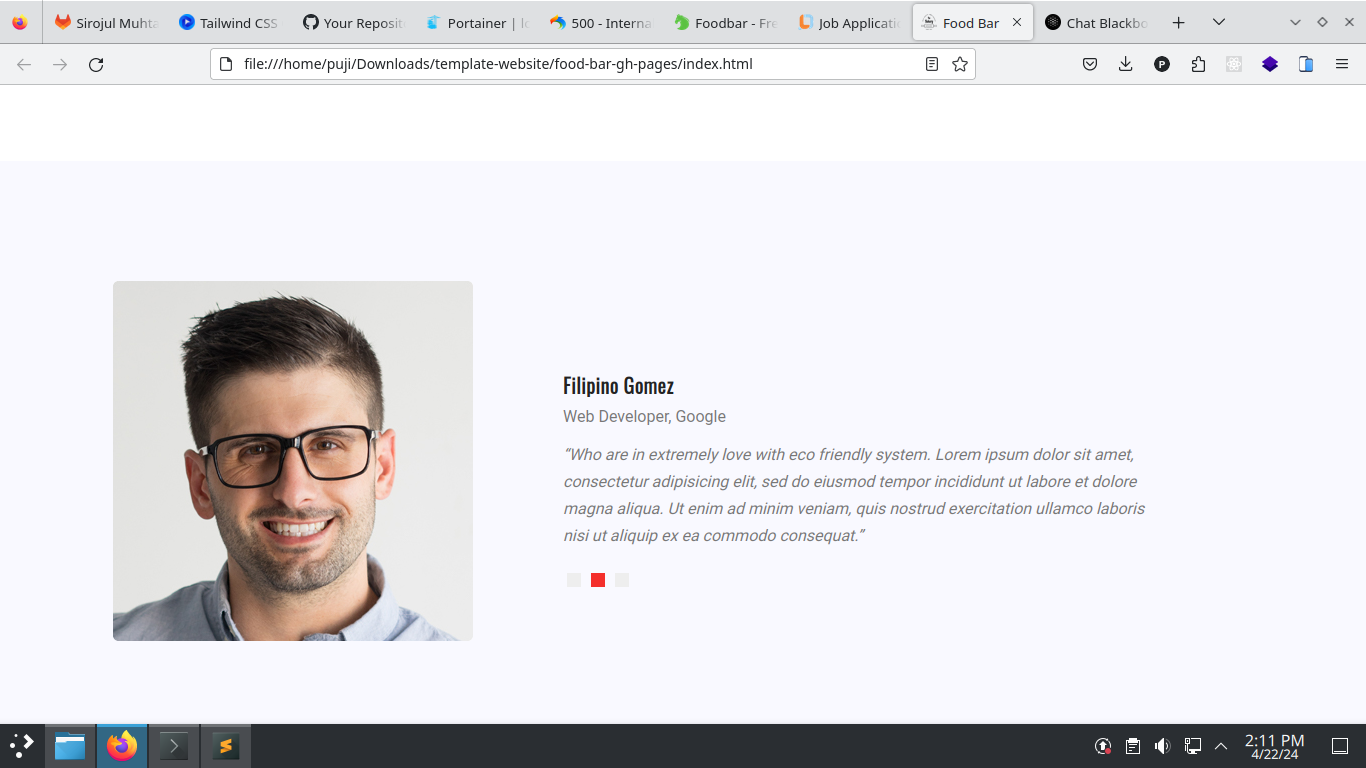 Sirojul Muhta
Tailwind CSS
Your Reposit
Portainer | l
500 - Interna
Foodbar - Fre
Job Applicati
Food Bar
Chat Blackbo
file:///home/puji/Downloads/template-website/food-bar-gh-pages/index.html
P
Filipino Gomez
Web Developer, Google
“Who are in extremely love with eco friendly system. Lorem ipsum dolor sit amet,
consectetur adipisicing elit, sed do eiusmod tempor incididunt ut labore et dolore
magna aliqua. Ut enim ad minim veniam, quis nostrud exercitation ullamco laboris
nisi ut aliquip ex ea commodo consequat.”
2:11 PM
4/22/24